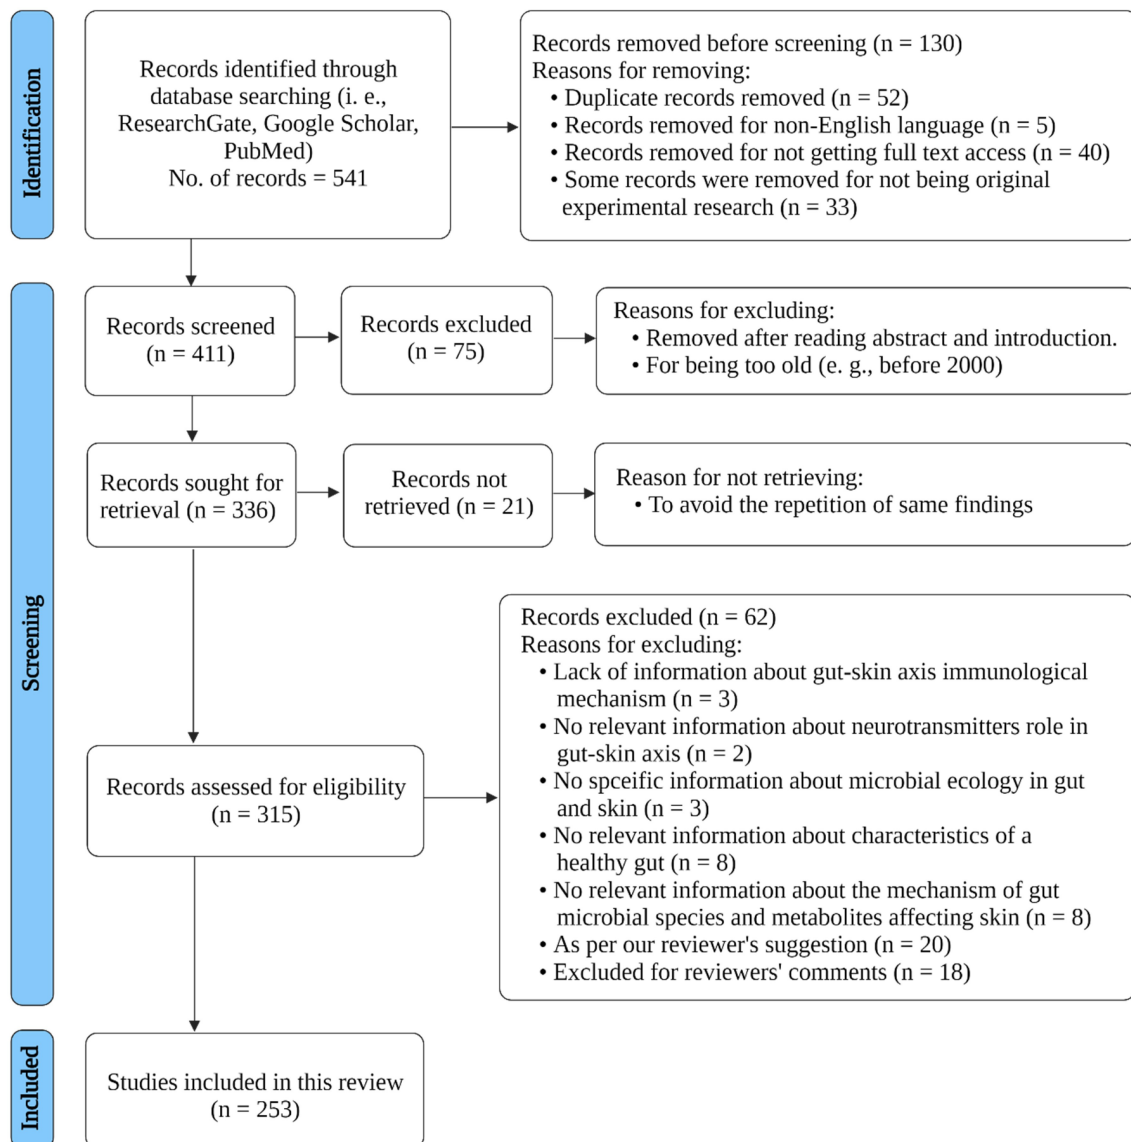 Identification
Records identified through
database searching (i. e.,
ResearchGate, Google Scholar,
PubMed)
No. of records = 541
Records removed before screening (n = 130)
Reasons for removing:
• Duplicate records removed (n = 52)
• Records removed for non-English language (n = 5)
• Records removed for not getting full text access (n = 40)
• Some records were removed for not being original
experimental research (n = 33)
Screening
Records screened
(n = 411)
Records excluded
(n = 75)
Reasons for excluding:
• Removed after reading abstract and introduction.
• For being too old (e. g., before 2000)
Records sought for
retrieval (n = 336)
Records not
retrieved (n = 21)
Reason for not retrieving:
• To avoid the repetition of same findings
Records assessed for eligibility
(n = 315)
Records excluded (n = 62)
Reasons for excluding:
• Lack of information about gut-skin axis immunological
mechanism (n = 3)
• No relevant information about neurotransmitters role in
gut-skin axis (n = 2)
• No spceific information about microbial ecology in gut
and skin (n = 3)
• No relevant information about characteristics of a
healthy gut (n = 8)
• No relevant information about the mechanism of gut
microbial species and metabolites affecting skin (n = 8)
• As per our reviewer's suggestion (n = 20)
• Excluded for reviewers' comments (n = 18)
Included
Studies included in this review
(n = 253)